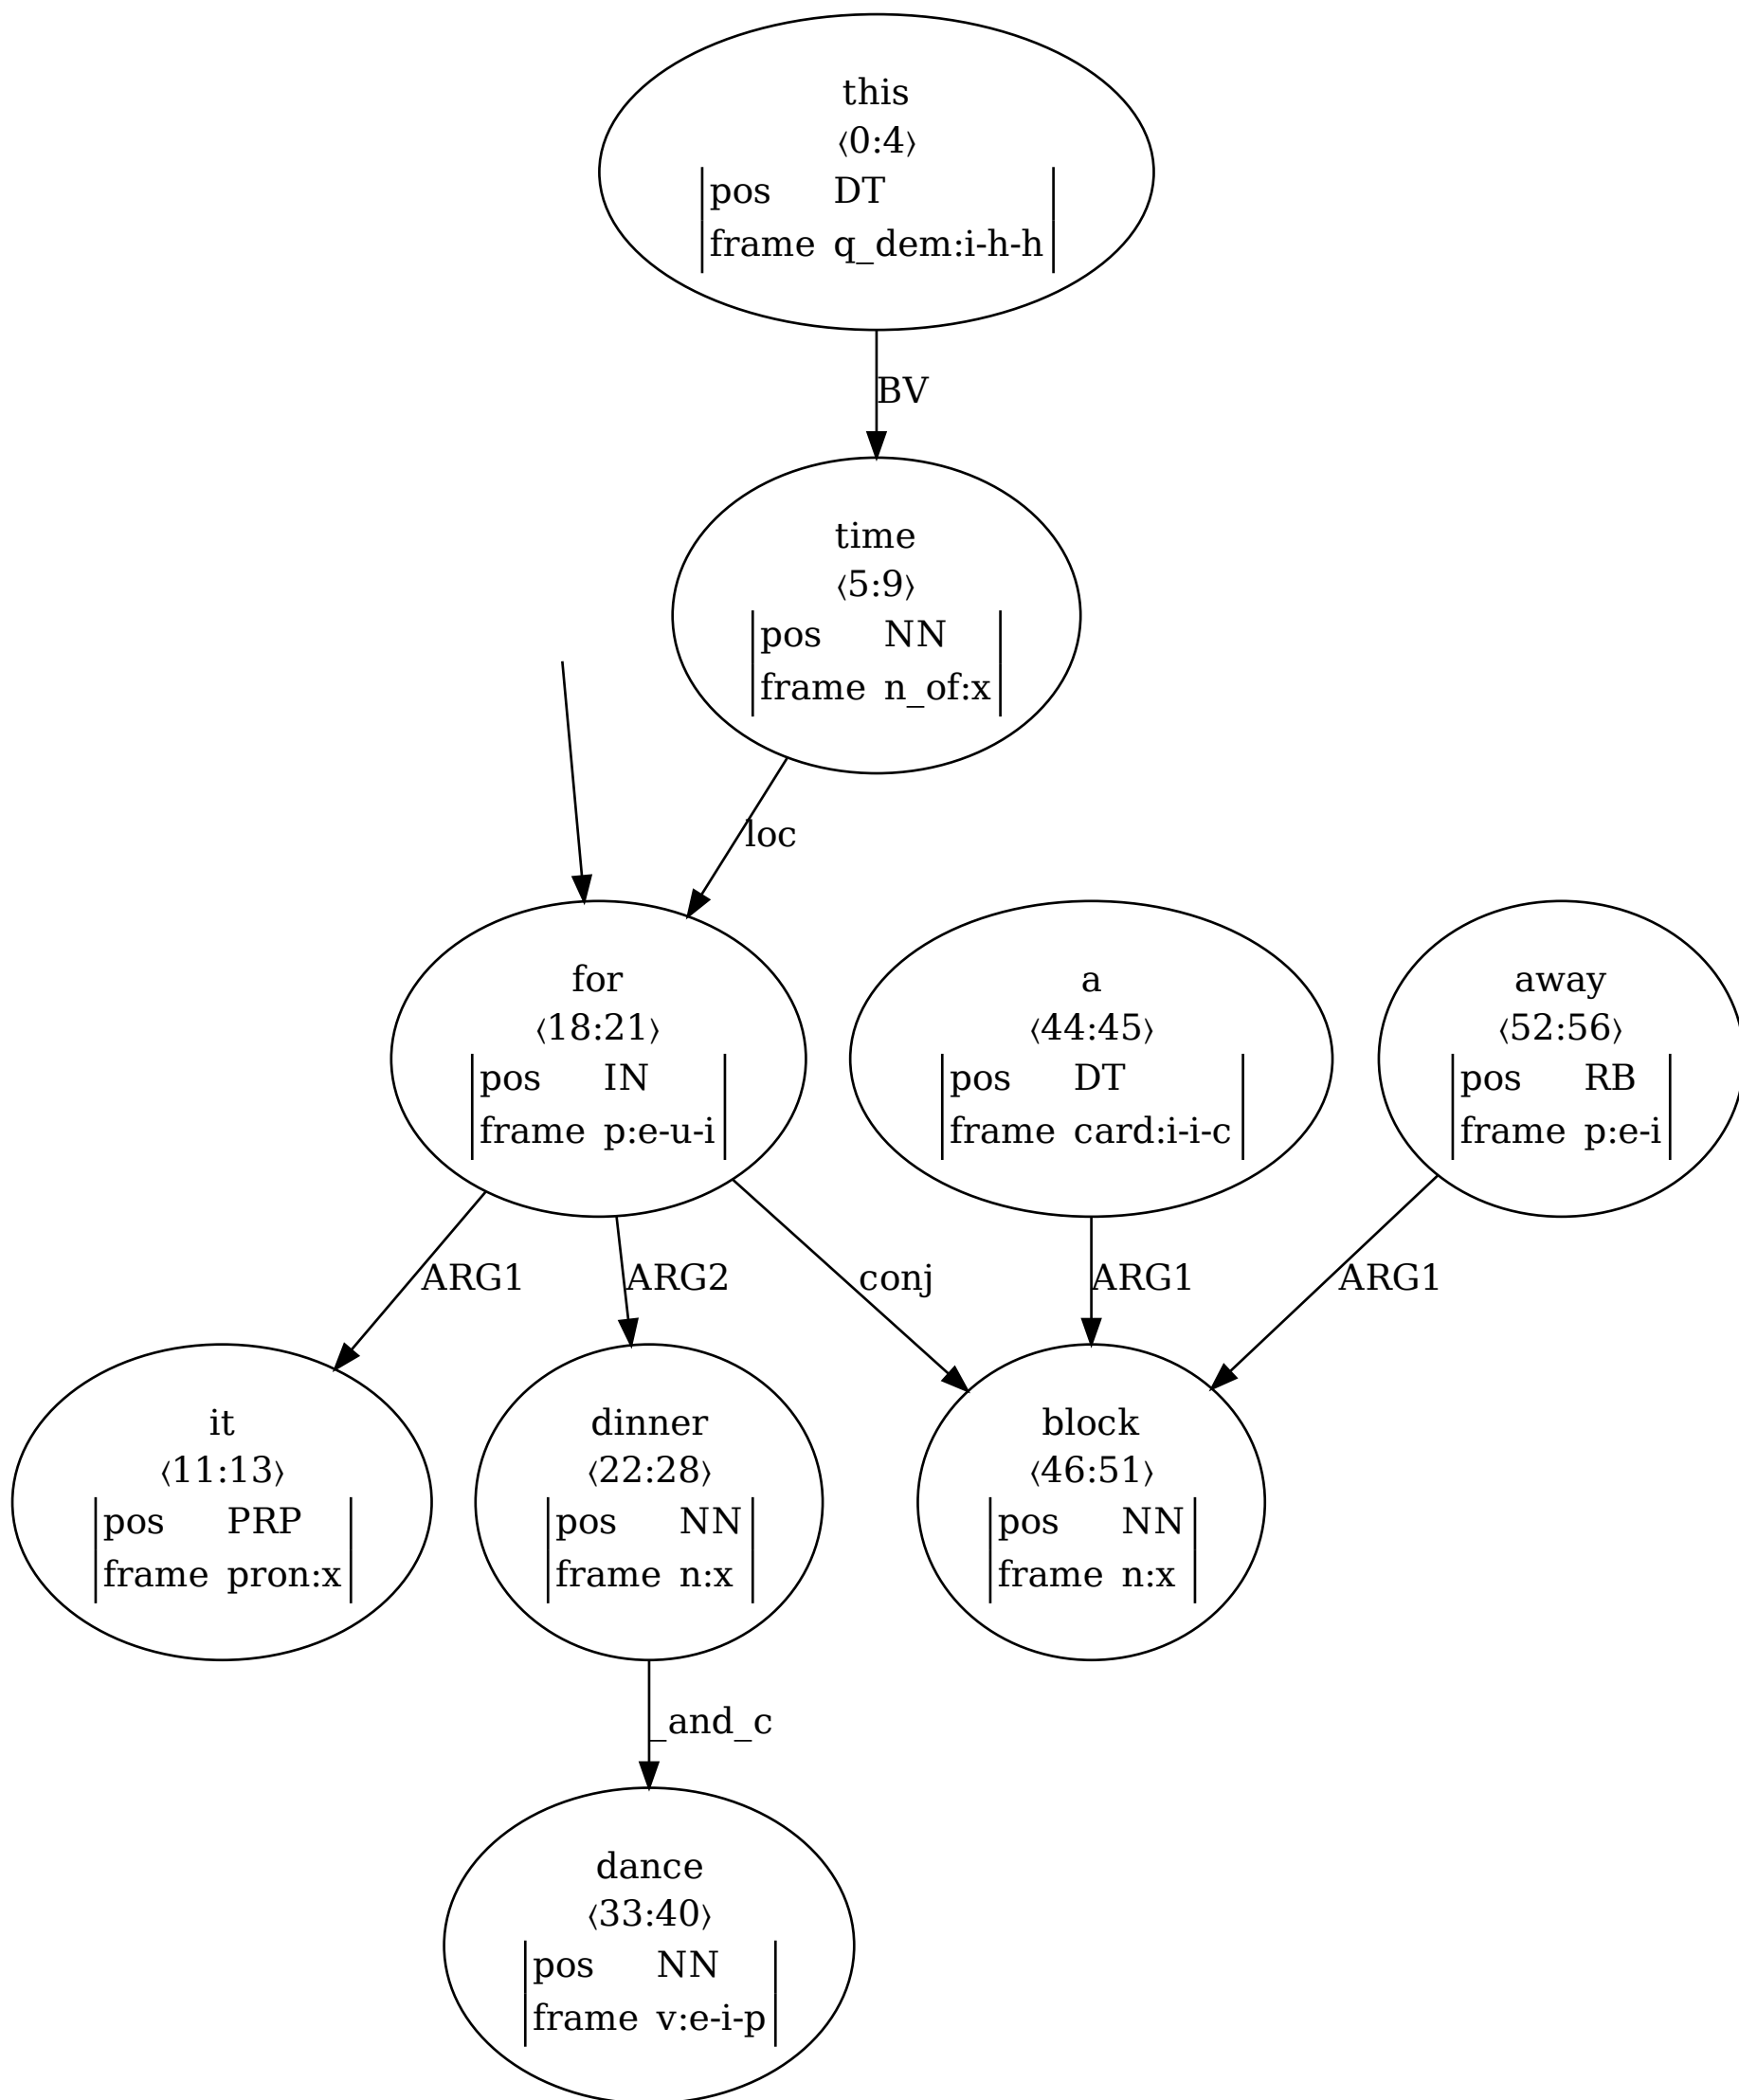 this
⟨0:4⟩
pos DT
frame q_dem:i-h-h
BV
time
⟨5:9⟩
pos NN
frame n_of:x
loc
for
⟨18:21⟩
pos IN
frame p:e-u-i
a
⟨44:45⟩
pos DT
frame card:i-i-c
away
⟨52:56⟩
pos RB
frame p:e-i
ARG1
ARG2
conj
ARG1
ARG1
it
⟨11:13⟩
pos PRP
frame pron:x
dinner
⟨22:28⟩
pos NN
frame n:x
block
⟨46:51⟩
pos NN
frame n:x
_and_c
dance
⟨33:40⟩
pos NN
frame v:e-i-p